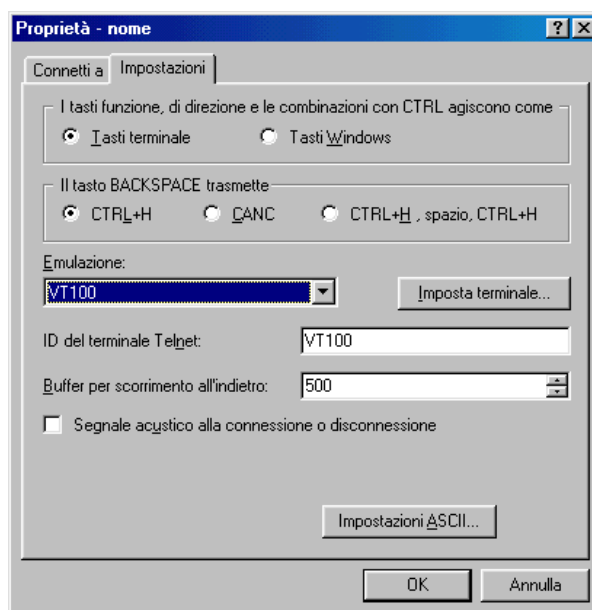 Proprietà - nome
Connetti a
Impostazioni
I tasti funzione, di direzione e le combinazioni con CTRL agiscono come
Tasti terminale
Tasti Windows
Il tasto BACKSPACE trasmette
CTRL+H
CANC
CTRL+H , spazio, CTRL+H
Emulazione:
VT100
Imposta terminale...
ID del terminale Telnet:
VT100
Buffer per scorrimento all'indietro:
500
Segnale acustico alla connessione o disconnessione
Impostazioni ASCII...
OK
Annulla